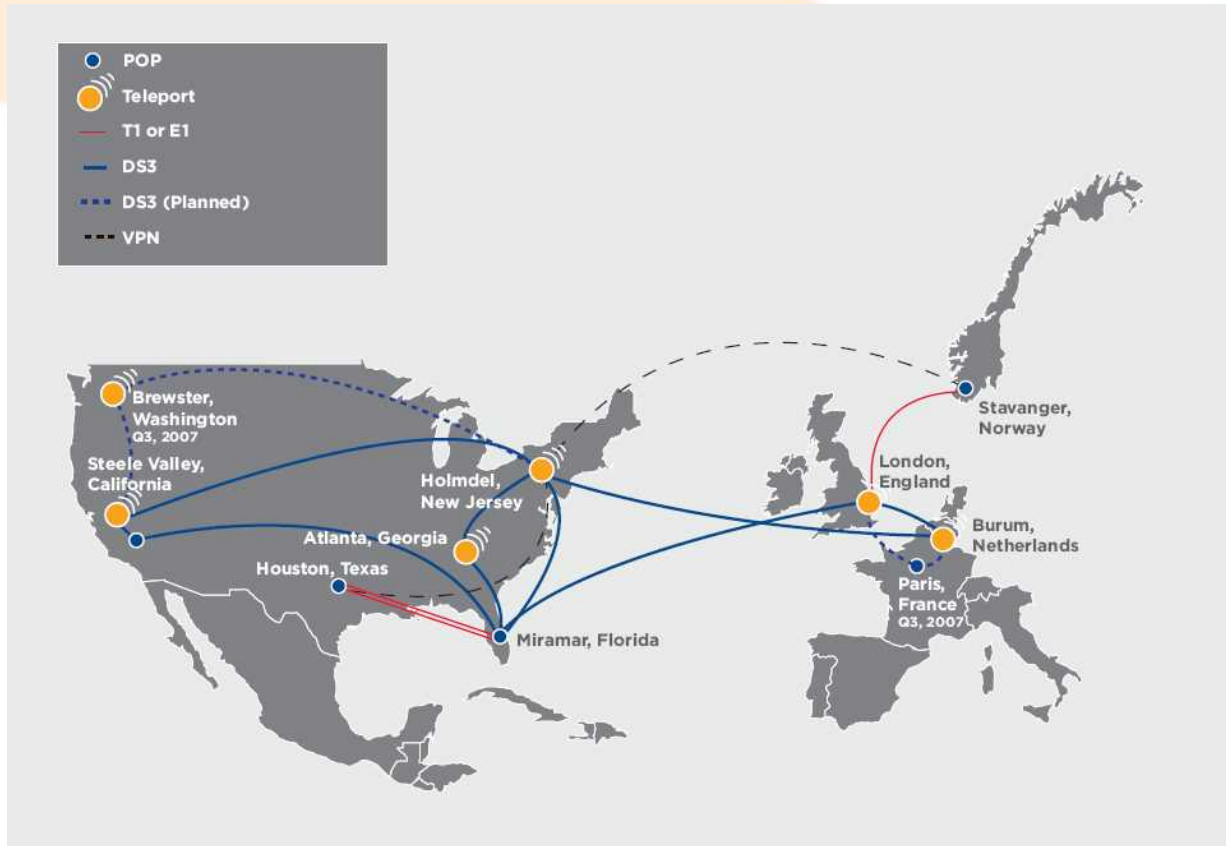 POP
Teleport
T1 or E1
DS3
DS3 (Planned)
VPN
Brewster,
Washington
Q3, 2007
Steele Valley,
California
Holmdel,
New Jersey
Atlanta, Georgia
Houston, Texas
Miramar, Florida
Stavanger,
Norway
London,
England
Burum,
Netherlands
Paris,
France
Q3, 2007